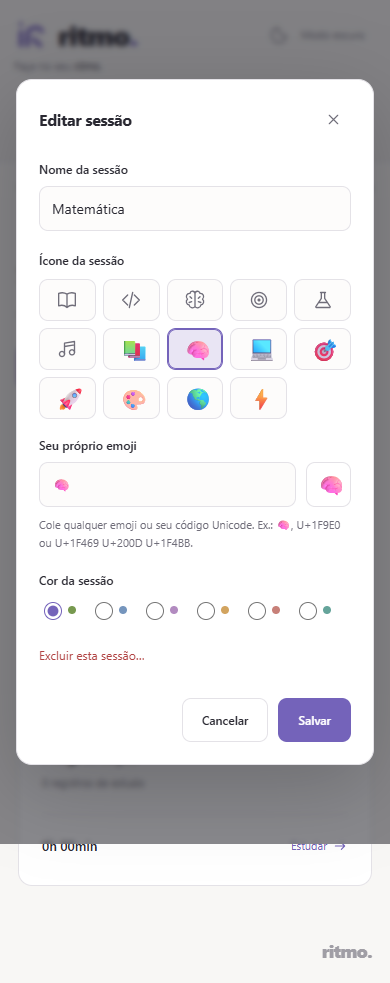 ritmo.
Editar sessão
Nome da sessão
Matemática
Ícone da sessão
Seu próprio emoji
🧠
Cole qualquer emoji ou seu código Unicode. Ex.: 🧠, U+1F9E0
ou U+1F469 U+200D U+1F4BB.
Cor da sessão
Excluir esta sessão...
Cancelar
Salvar
0h 00min
Estudar →
ritmo.